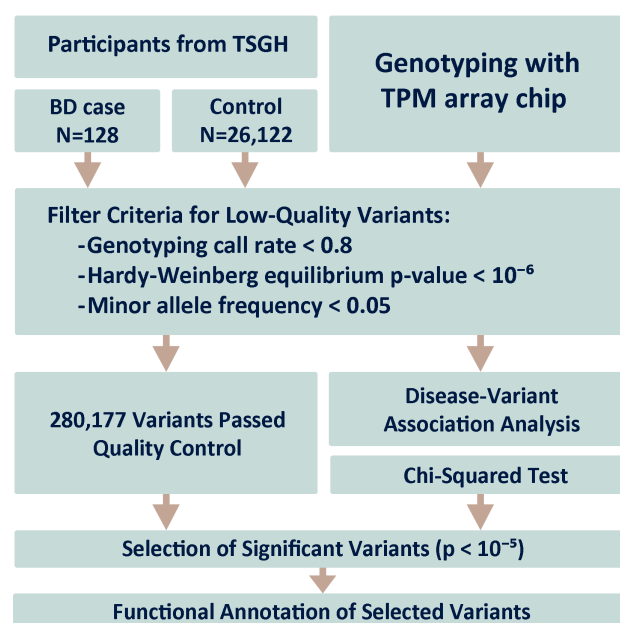 Participants from TSGH
BD case
N=128
Control
N=26,122
Genotyping with
TPM array chip
Filter Criteria for Low-Quality Variants:
-Genotyping call rate < 0.8
-Hardy-Weinberg equilibrium p-value < 10⁻⁶
-Minor allele frequency < 0.05
280,177 Variants Passed
Quality Control
Disease-Variant
Association Analysis
Chi-Squared Test
Selection of Significant Variants (p < 10⁻⁵)
Functional Annotation of Selected Variants